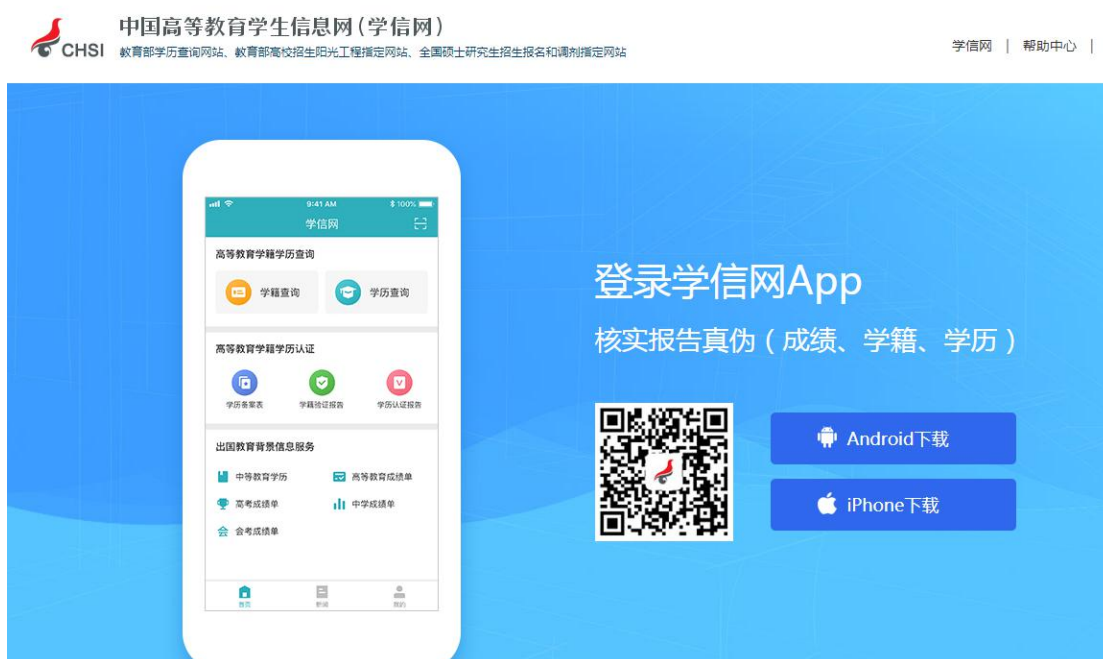 中国高等教育学生信息网(学信网)
CHSI
教育部学历查询网站、教育部高校招生阳光工程指定网站、全国硕士研究生招生报名和调剂指定网站
学信网 | 帮助中心 |
9:41 AM 100%
学信网
高等教育学籍学历查询
学籍查询 学历查询
高等教育学籍学历认证
学历备案表 学籍验证报告 学历认证报告
出国教育背景信息服务
中等教育学历 高等教育成绩单
高考成绩单 中学成绩单
会 会考成绩单
首页 新闻 我的
登录学信网App
核实报告真伪(成绩、学籍、学历)
Android下载
iPhone下载